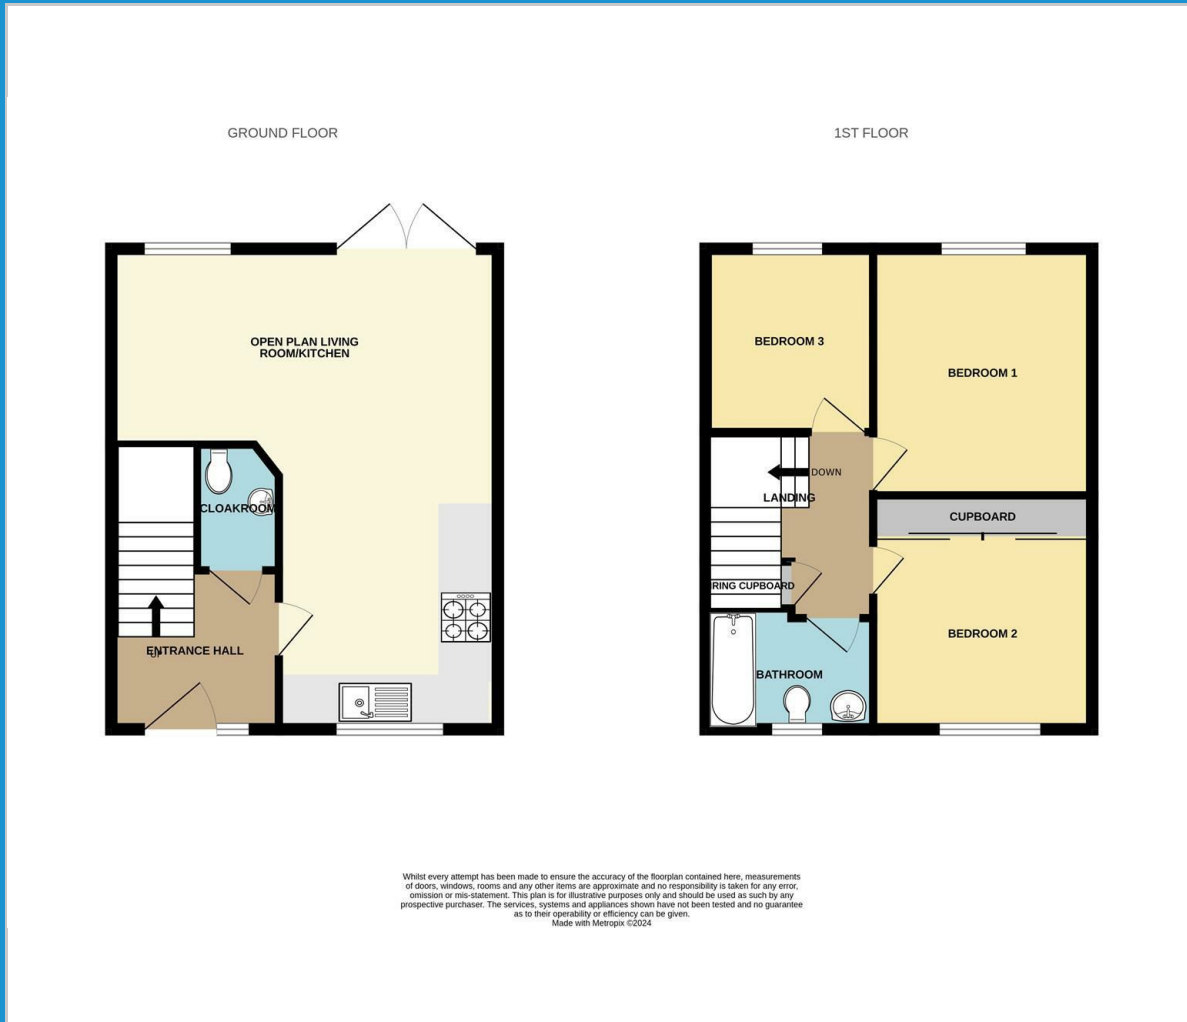 GROUND FLOOR
1ST FLOOR
OPEN PLAN LIVING
ROOM/KITCHEN
CLOAKROOM
ENTRANCE HALL
UP
BEDROOM 3
BEDROOM 1
DOWN
LANDING
CUPBOARD
IRING CUPBOARD
BEDROOM 2
BATHROOM
Whilst every attempt has been made to ensure the accuracy of the floorplan contained here, measurements
of doors, windows, rooms and any other items are approximate and no responsibility is taken for any error,
omission or mis-statement. This plan is for illustrative purposes only and should be used as such by any
prospective purchaser. The services, systems and appliances shown have not been tested and no guarantee
as to their operability or efficiency can be given.
Made with Metropix ©2024